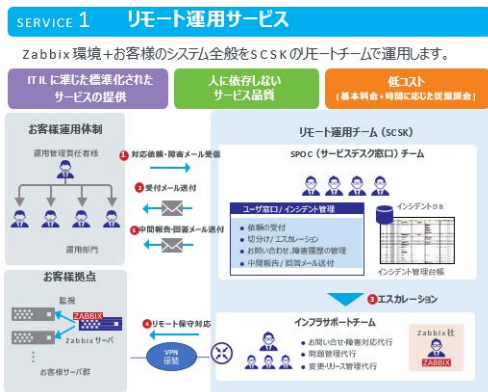 SERVICE 1 リモート運用サービス
Zabbix環境+お客様のシステム全般をSCSKのリモートチームで運用します。
ITILに準じた標準化された
サービスの提供
人に依存しない
サービス品質
低コスト
(基本料金+時間に応じた従量課金)
お客様運用体制
運用管理責任者様
運用部門
お客様拠点
監視
ZABBIX
Zabbixサーバ
お客様サーバ群
1 対応依頼・障害メール受信
2 受付メール送付
5 中間報告・回答メール送付
4 リモート保守対応
VPN
接続
リモート運用チーム (SCSK)
SPOC (サービスデスク窓口) チーム
ユーザ窓口 / インシデント管理
● 依頼の受付
● 切分け / エスカレーション
● お問い合わせ、障害履歴の管理
● 中間報告 / 回答メール送付
インシデントDB
インシデント管理台帳
3 エスカレーション
インフラサポートチーム
● お問い合せ・障害対応代行
● 問題管理代行
● 変更・リリース管理代行
Zabbix社
ZABBIX